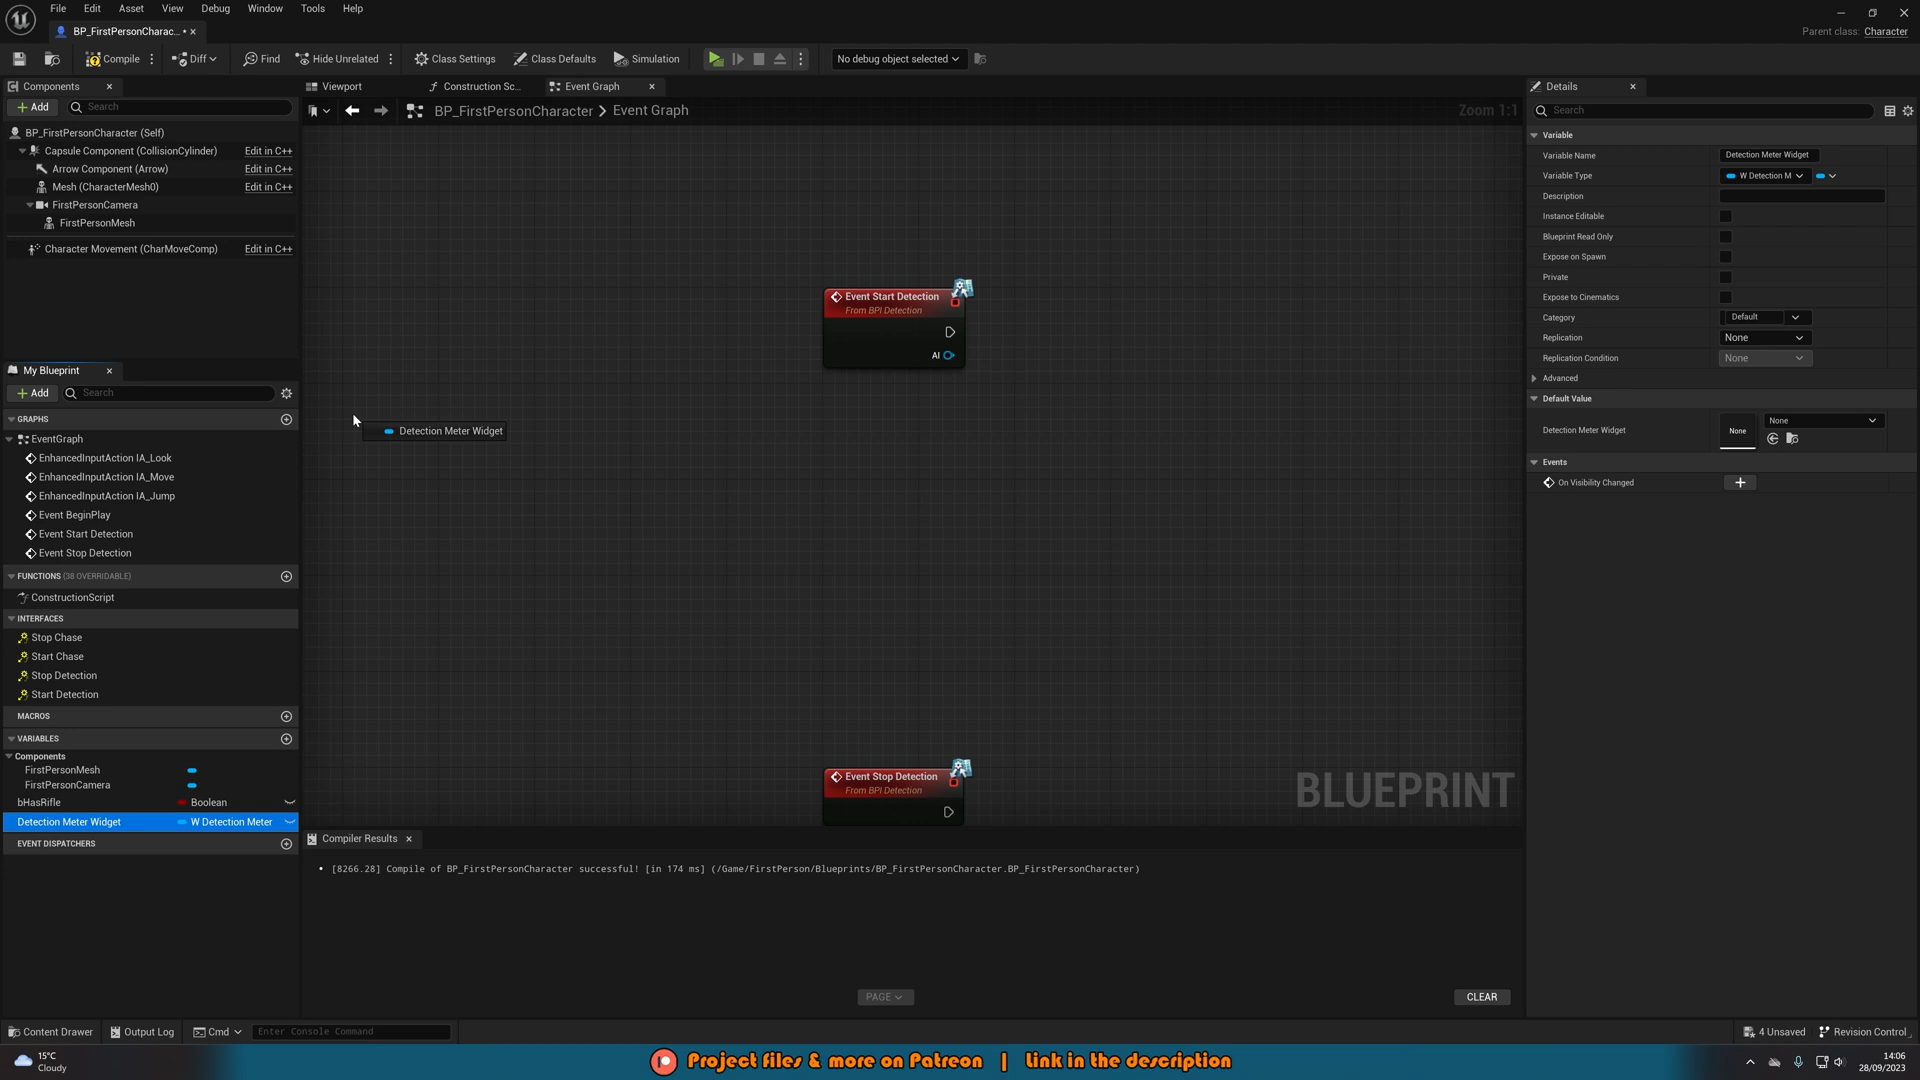 File Edit Asset View Debug Window Tools Help
BP_FirstPersonCharac... •
Parent class: Character
Compile Diff Find Hide Unrelated Class Settings Class Defaults Simulation No debug object selected
Components
Viewport Construction Sc... Event Graph
Details
Add Search
BP_FirstPersonCharacter > Event Graph Zoom 1:1
Search
BP_FirstPersonCharacter (Self)
Capsule Component (CollisionCylinder) Edit in C++
Arrow Component (Arrow) Edit in C++
Mesh (CharacterMesh0) Edit in C++
FirstPersonCamera
FirstPersonMesh
Character Movement (CharMoveComp) Edit in C++
Variable
Variable Name Detection Meter Widget
Variable Type W Detection M
Description
Instance Editable
Blueprint Read Only
Expose on Spawn
Private
Expose to Cinematics
Category Default
Replication None
Replication Condition None
Advanced
Default Value
Detection Meter Widget None None
Events
On Visibility Changed
Event Start Detection
From BPI Detection
AI
Detection Meter Widget
Event Stop Detection
From BPI Detection
BLUEPRINT
My Blueprint
Add Search
GRAPHS
EventGraph
EnhancedInputAction IA_Look
EnhancedInputAction IA_Move
EnhancedInputAction IA_Jump
Event BeginPlay
Event Start Detection
Event Stop Detection
FUNCTIONS (38 OVERRIDABLE)
ConstructionScript
INTERFACES
Stop Chase
Start Chase
Stop Detection
Start Detection
MACROS
VARIABLES
Components
FirstPersonMesh
FirstPersonCamera
bHasRifle Boolean
Detection Meter Widget W Detection Meter
EVENT DISPATCHERS
Compiler Results
• [8266.28] Compile of BP_FirstPersonCharacter successful! [in 174 ms] (/Game/FirstPerson/Blueprints/BP_FirstPersonCharacter.BP_FirstPersonCharacter)
PAGE CLEAR
Content Drawer Output Log Cmd Enter Console Command 4 Unsaved Revision Control
15°C
Cloudy
Project files & more on Patreon | Link in the description
14:06
28/09/2023